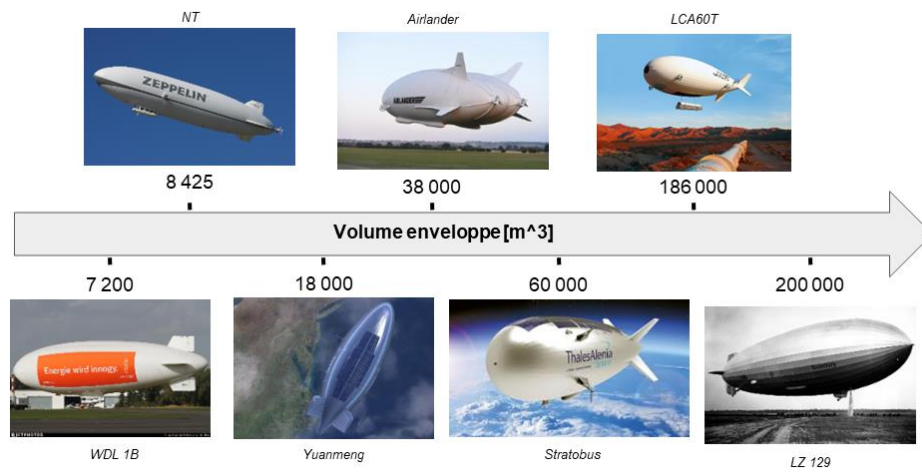 NT
Airlander
LCA60T
ZEPPELIN
AIRLANDER
8 425
38 000
186 000
Volume enveloppe [m^3]
7 200
18 000
60 000
200 000
Energie wird innogy.
ThalesAlenia
WDL 1B
Yuanmeng
Stratobus
LZ 129